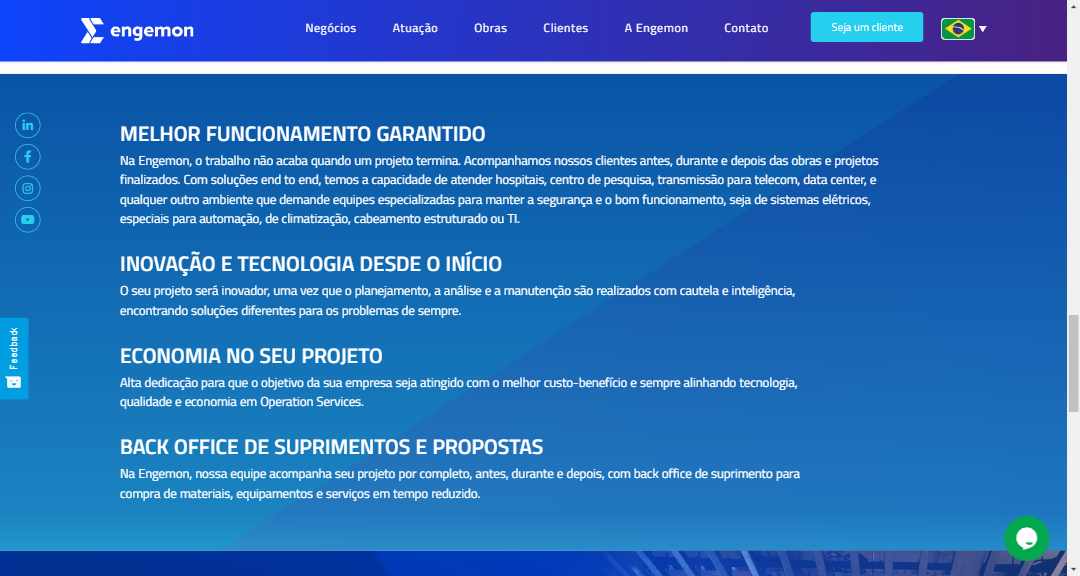 engemon
Negócios
Atuação
Obras
Clientes
A Engemon
Contato
Seja um cliente
MELHOR FUNCIONAMENTO GARANTIDO
Na Engemon, o trabalho não acaba quando um projeto termina. Acompanhamos nossos clientes antes, durante e depois das obras e projetos
finalizados. Com soluções end to end, temos a capacidade de atender hospitais, centro de pesquisa, transmissão para telecom, data center, e
qualquer outro ambiente que demande equipes especializadas para manter a segurança e o bom funcionamento, seja de sistemas elétricos,
especiais para automação, de climatização, cabeamento estruturado ou TI.
INOVAÇÃO E TECNOLOGIA DESDE O INÍCIO
O seu projeto será inovador, uma vez que o planejamento, a análise e a manutenção são realizados com cautela e inteligência,
encontrando soluções diferentes para os problemas de sempre.
Feedback
ECONOMIA NO SEU PROJETO
Alta dedicação para que o objetivo da sua empresa seja atingido com o melhor custo-benefício e sempre alinhando tecnologia,
qualidade e economia em Operation Services.
BACK OFFICE DE SUPRIMENTOS E PROPOSTAS
Na Engemon, nossa equipe acompanha seu projeto por completo, antes, durante e depois, com back office de suprimento para
compra de materiais, equipamentos e serviços em tempo reduzido.